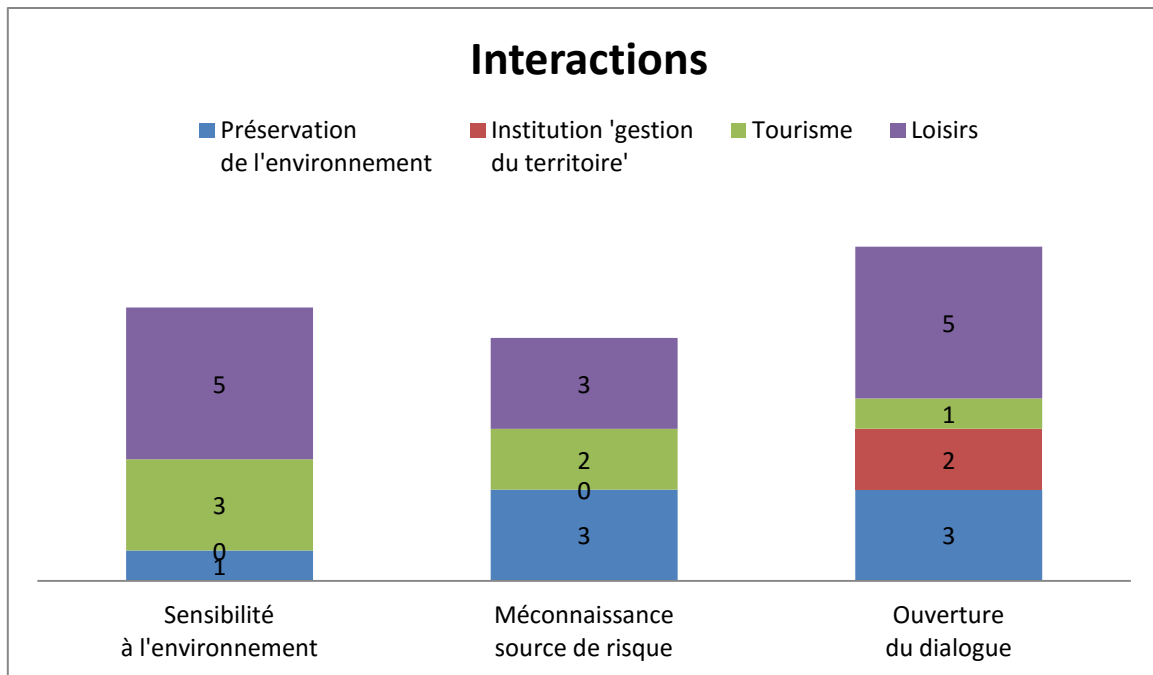 Interactions
Préservation
de l'environnement
Institution 'gestion
du territoire'
Tourisme
Loisirs
5
3
0
1
3
2
0
3
5
1
2
3
Sensibilité
à l'environnement
Méconnaissance
source de risque
Ouverture
du dialogue